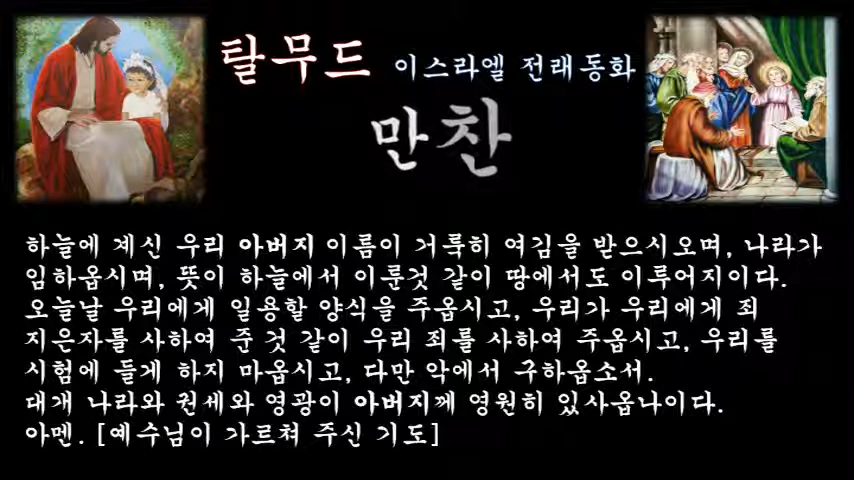 탈무드 이스라엘 전래동화
만찬
하늘에 계신 우리 아버지 이름이 거룩히 여김을 받으시오며, 나라가
임하옵시며, 뜻이 하늘에서 이룬것 같이 땅에서도 이루어지이다.
오늘날 우리에게 일용할 양식을 주옵시고, 우리가 우리에게 죄
지은자를 사하여 준 것 같이 우리 죄를 사하여 주옵시고, 우리를
시험에 들게 하지 마옵시고, 다만 악에서 구하옵소서.
대개 나라와 권세와 영광이 아버지께 영원히 있사옵나이다.
아멘. [예수님이 가르쳐 주신 기도]